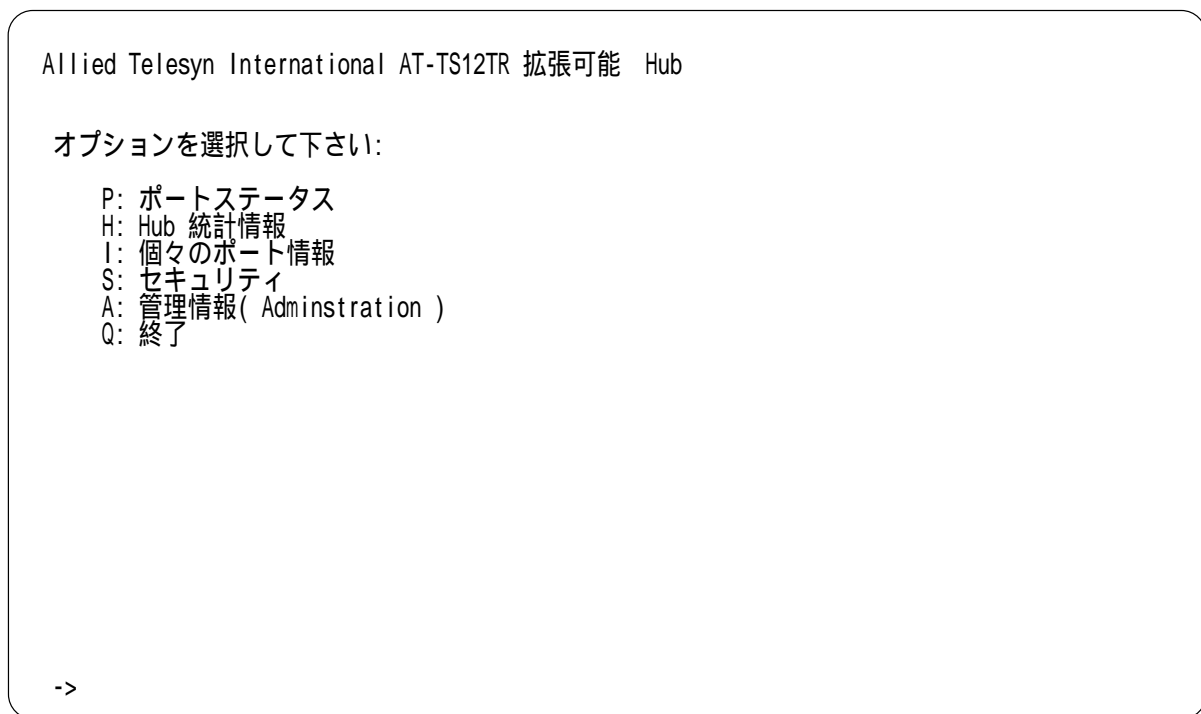 Allied Telesyn International AT-TS12TR 拡張可能 Hub
オプションを選択して下さい:
P: ポートステータス
H: Hub 統計情報
I: 個々のポート情報
S: セキュリティ
A: 管理情報( Adminstration )
Q: 終了
->